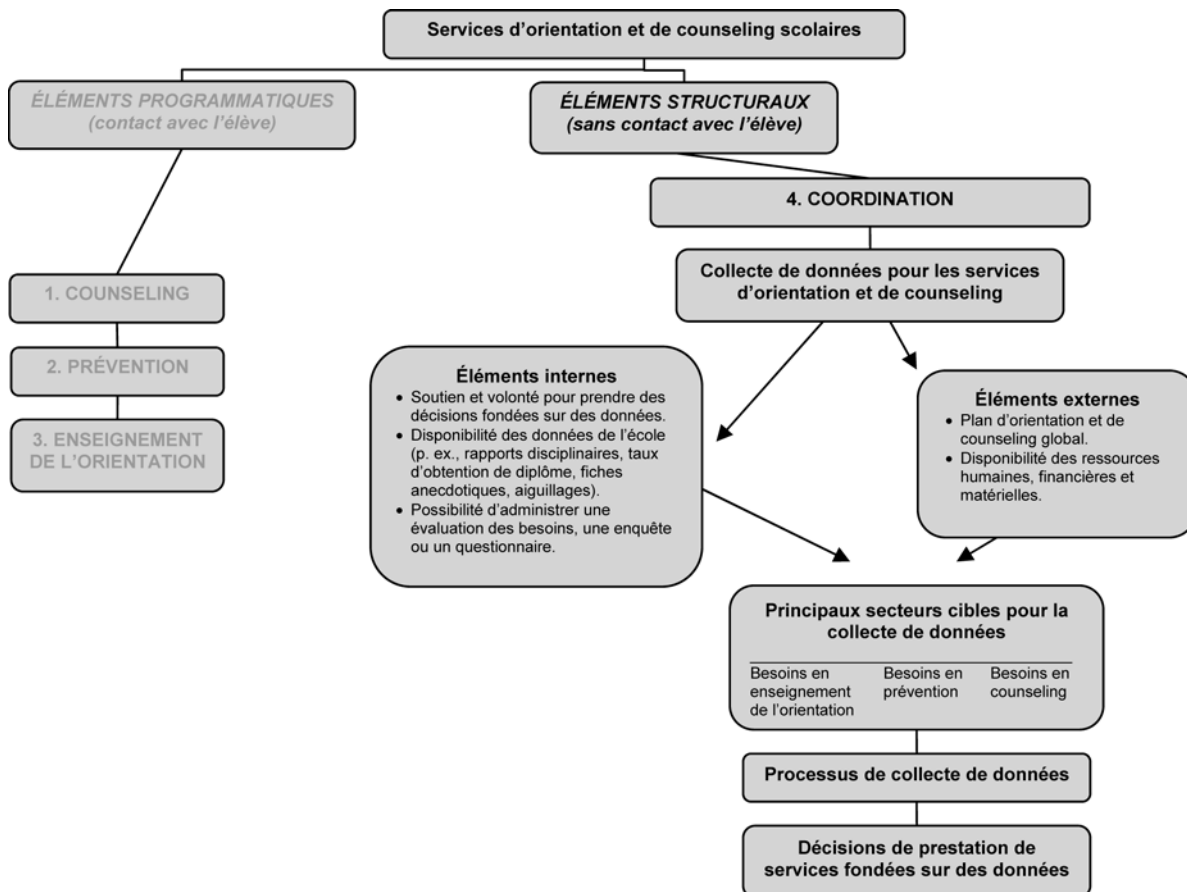 Services d'orientation et de counseling scolaires
ÉLÉMENTS PROGRAMMATIQUES
(contact avec l'élève)
ÉLÉMENTS STRUCTURAUX
(sans contact avec l'élève)
4. COORDINATION
Collecte de données pour les services
d'orientation et de counseling
1. COUNSELING
2. PRÉVENTION
3. ENSEIGNEMENT
DE L'ORIENTATION
Éléments internes
• Soutien et volonté pour prendre des
décisions fondées sur des données.
• Disponibilité des données de l'école
(p. ex., rapports disciplinaires, taux
d'obtention de diplôme, fiches
anecdotiques, aiguillages).
• Possibilité d'administrer une
évaluation des besoins, une enquête
ou un questionnaire.
Éléments externes
• Plan d'orientation et de
counseling global.
• Disponibilité des ressources
humaines, financières et
matérielles.
Principaux secteurs cibles pour la
collecte de données
Besoins en
enseignement
de l'orientation
Besoins en
prévention
Besoins en
counseling
Processus de collecte de données
Décisions de prestation de
services fondées sur des données